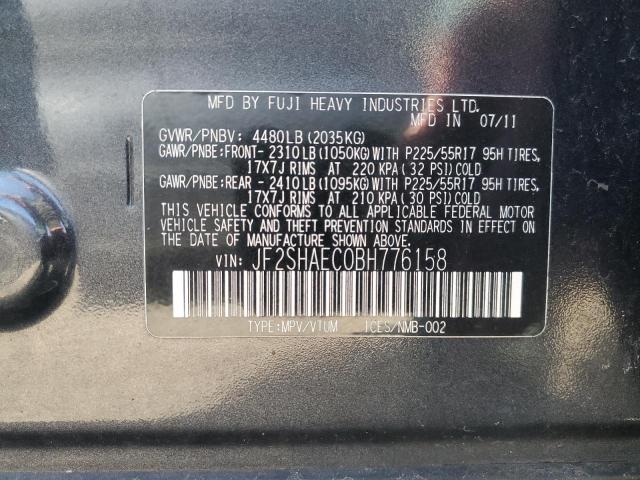 MFD BY FUJI HEAVY INDUSTRIES LTD.
MFD IN 07/11
GVWR/PNBV: 4480LB (2035KG)
GAWR/PNBE:FRONT- 2310LB(1050KG)WITH P225/55R17 95H TIRES,
17X7J RIMS AT 220 KPA( 32 PSI)COLD
GAWR/PNBE:REAR - 2410LB(1095KG)WITH P225/55R17 95H TIRES,
17X7J RIMS AT 210 KPA( 30 PSI)COLD
THIS VEHICLE CONFORMS TO ALL APPLICABLE FEDERAL MOTOR
VEHICLE SAFETY AND THEFT PREVENTION STANDARDS IN EFFECT ON
THE DATE OF MANUFACTURE SHOWN ABOVE.
VIN: JF2SHAEC0BH776158
TYPE:MPV/VTUM ICES/NMB-002